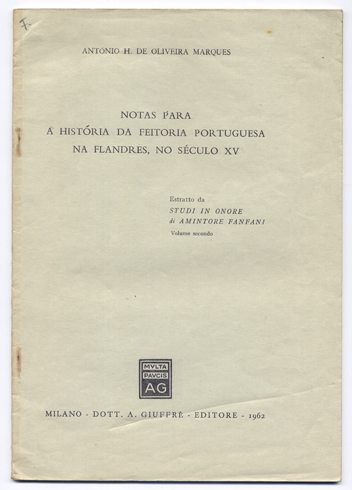 F.
ANTÓNIO H. DE OLIVEIRA MARQUES
NOTAS PARA
A HISTÓRIA DA FEITORIA PORTUGUESA
NA FLANDRES, NO SÉCULO XV
Estratto da
STUDI IN ONORE
di AMINTORE FANFANI
Volume secondo
MVLTA
PAVCIS
AG
MILANO - DOTT. A. GIUFFRÈ - EDITORE - 1962